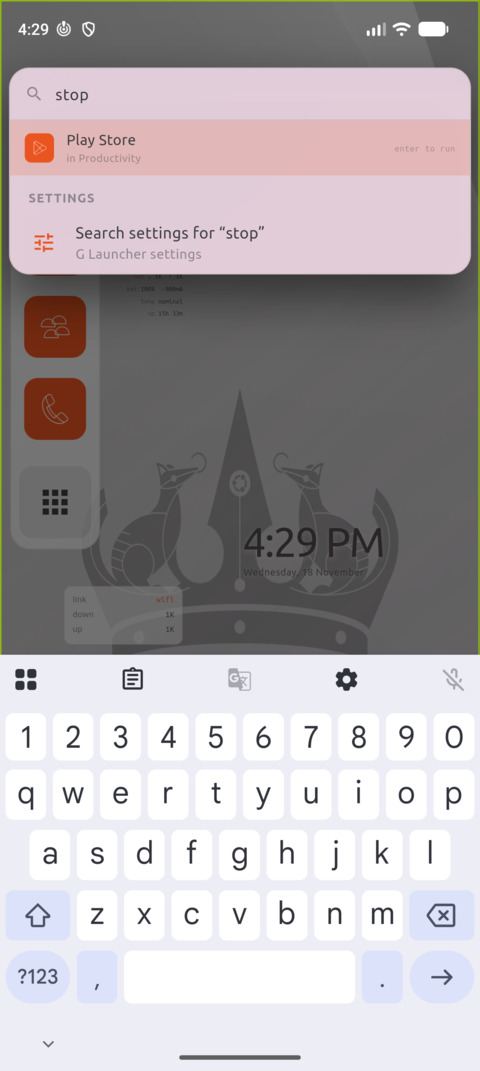 4:29
stop
Play Store
in Productivity
enter to run
SETTINGS
Search settings for “stop”
G Launcher settings
4:29 PM
Wednesday, 18 November
link wifi
down 1K
up 1K
1 2 3 4 5 6 7 8 9 0
q w e r t y u i o p
a s d f g h j k l
z x c v b n m
?123 , .